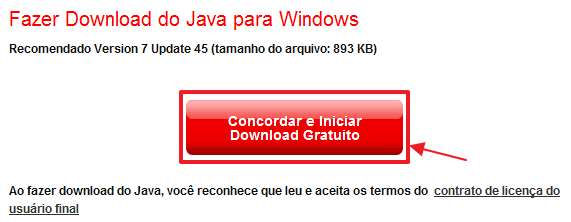 Fazer Download do Java para Windows
Recomendado Version 7 Update 45 (tamanho do arquivo: 893 KB)
Concordar e Iniciar
Download Gratuito
Ao fazer download do Java, você reconhece que leu e aceita os termos do contrato de licença do
usuário final